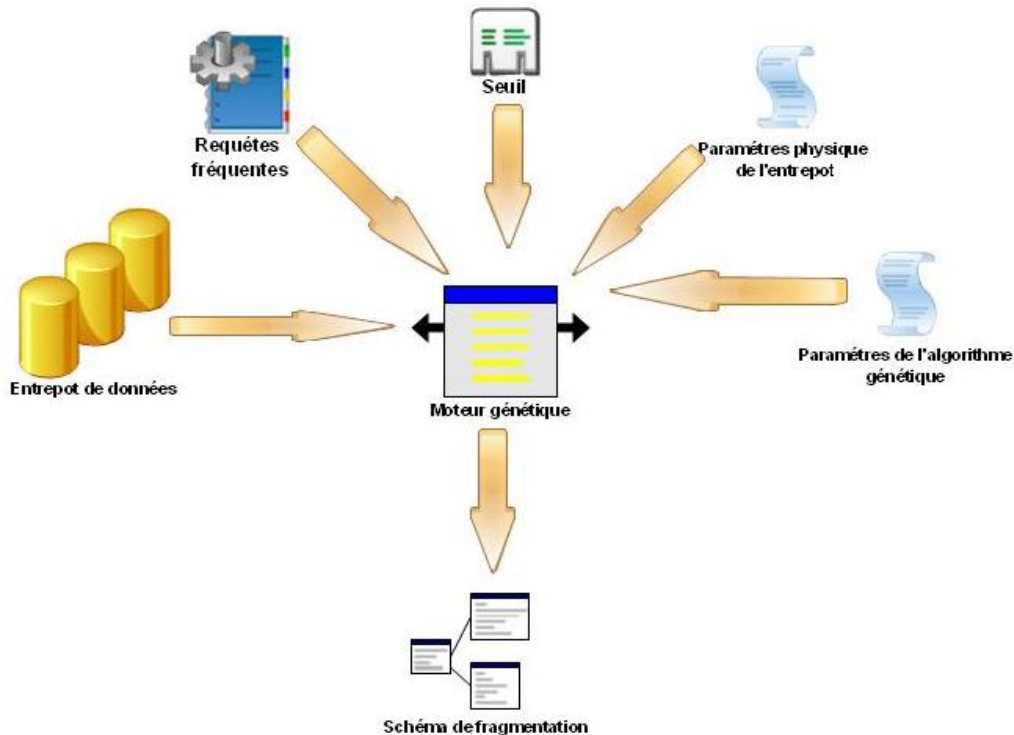 Seuil
Requétes
fréquentes
Paramétres physique
de l'entrepot
Entrepot de données
Paramétres de l'algorithme
génétique
Moteur génétique
Schéma de fragmentation